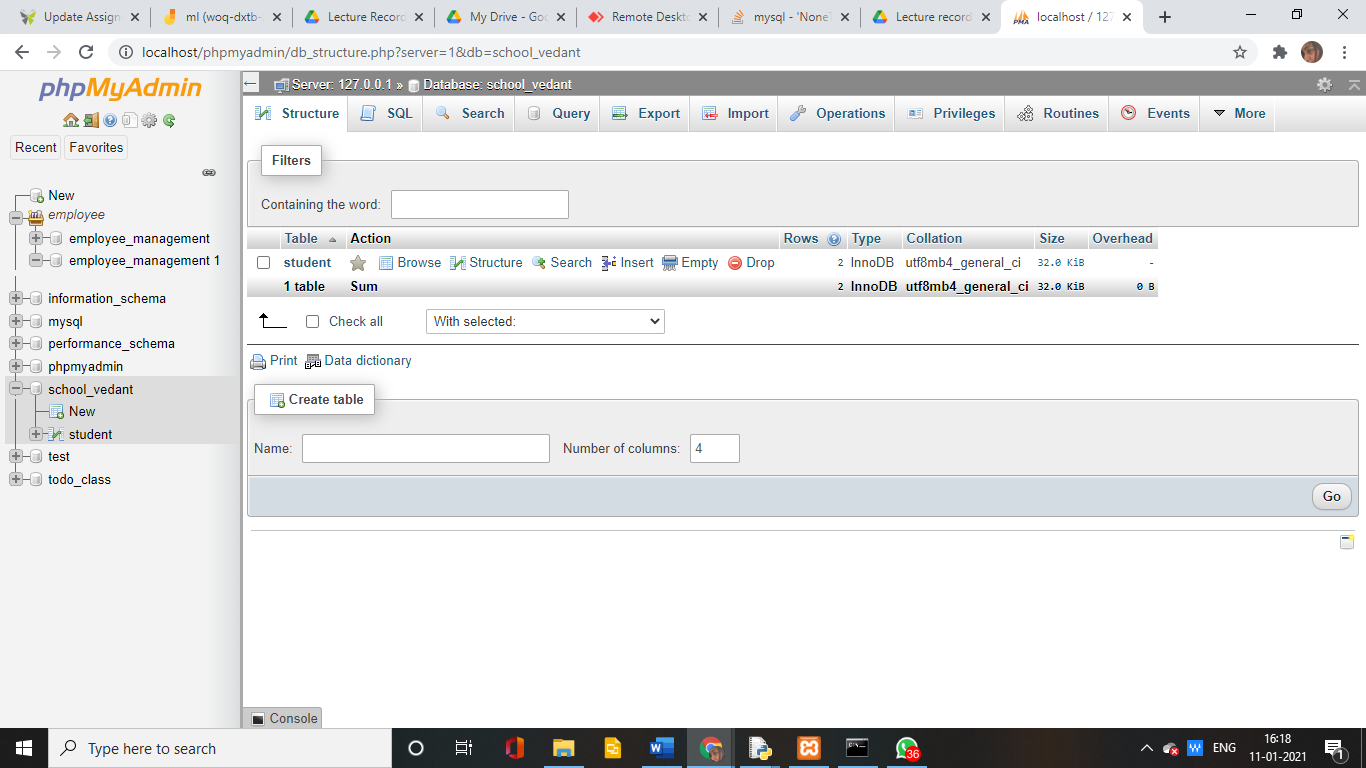 Update Assign
ml (woq-dxtb-
Lecture Record
My Drive - Goo
Remote Deskto
mysql - 'NoneT
Lecture record
localhost / 127
localhost/phpmyadmin/db_structure.php?server=1&db=school_vedant
phpMyAdmin
Recent Favorites
New
employee
employee_management
employee_management 1
information_schema
mysql
performance_schema
phpmyadmin
school_vedant
New
student
test
todo_class
Server: 127.0.0.1 » Database: school_vedant
Structure SQL Search Query Export Import Operations Privileges Routines Events More
Filters
Containing the word:
Table Action Rows Type Collation Size Overhead
student Browse Structure Search Insert Empty Drop 2 InnoDB utf8mb4_general_ci 32.0 KiB -
1 table Sum 2 InnoDB utf8mb4_general_ci 32.0 KiB 0 B
Check all With selected:
Print Data dictionary
Create table
Name: Number of columns: 4
Go
Console
Type here to search
36
ENG
16:18
11-01-2021
1